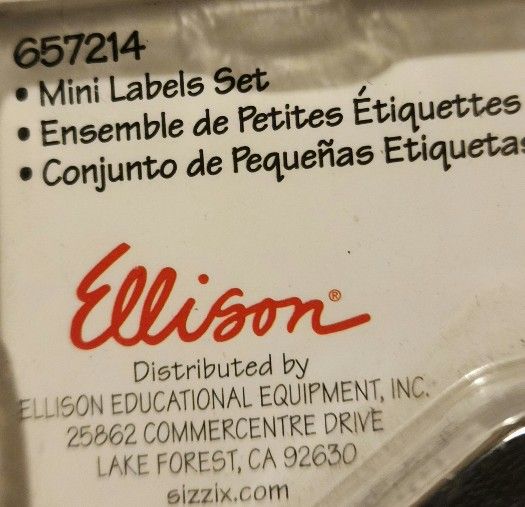 657214
• Mini Labels Set
• Ensemble de Petites Étiquettes
• Conjunto de Pequeñas Etiquetas
Ellison®
Distributed by
ELLISON EDUCATIONAL EQUIPMENT, INC.
25862 COMMERCENTRE DRIVE
LAKE FOREST, CA 92630
sizzix.com